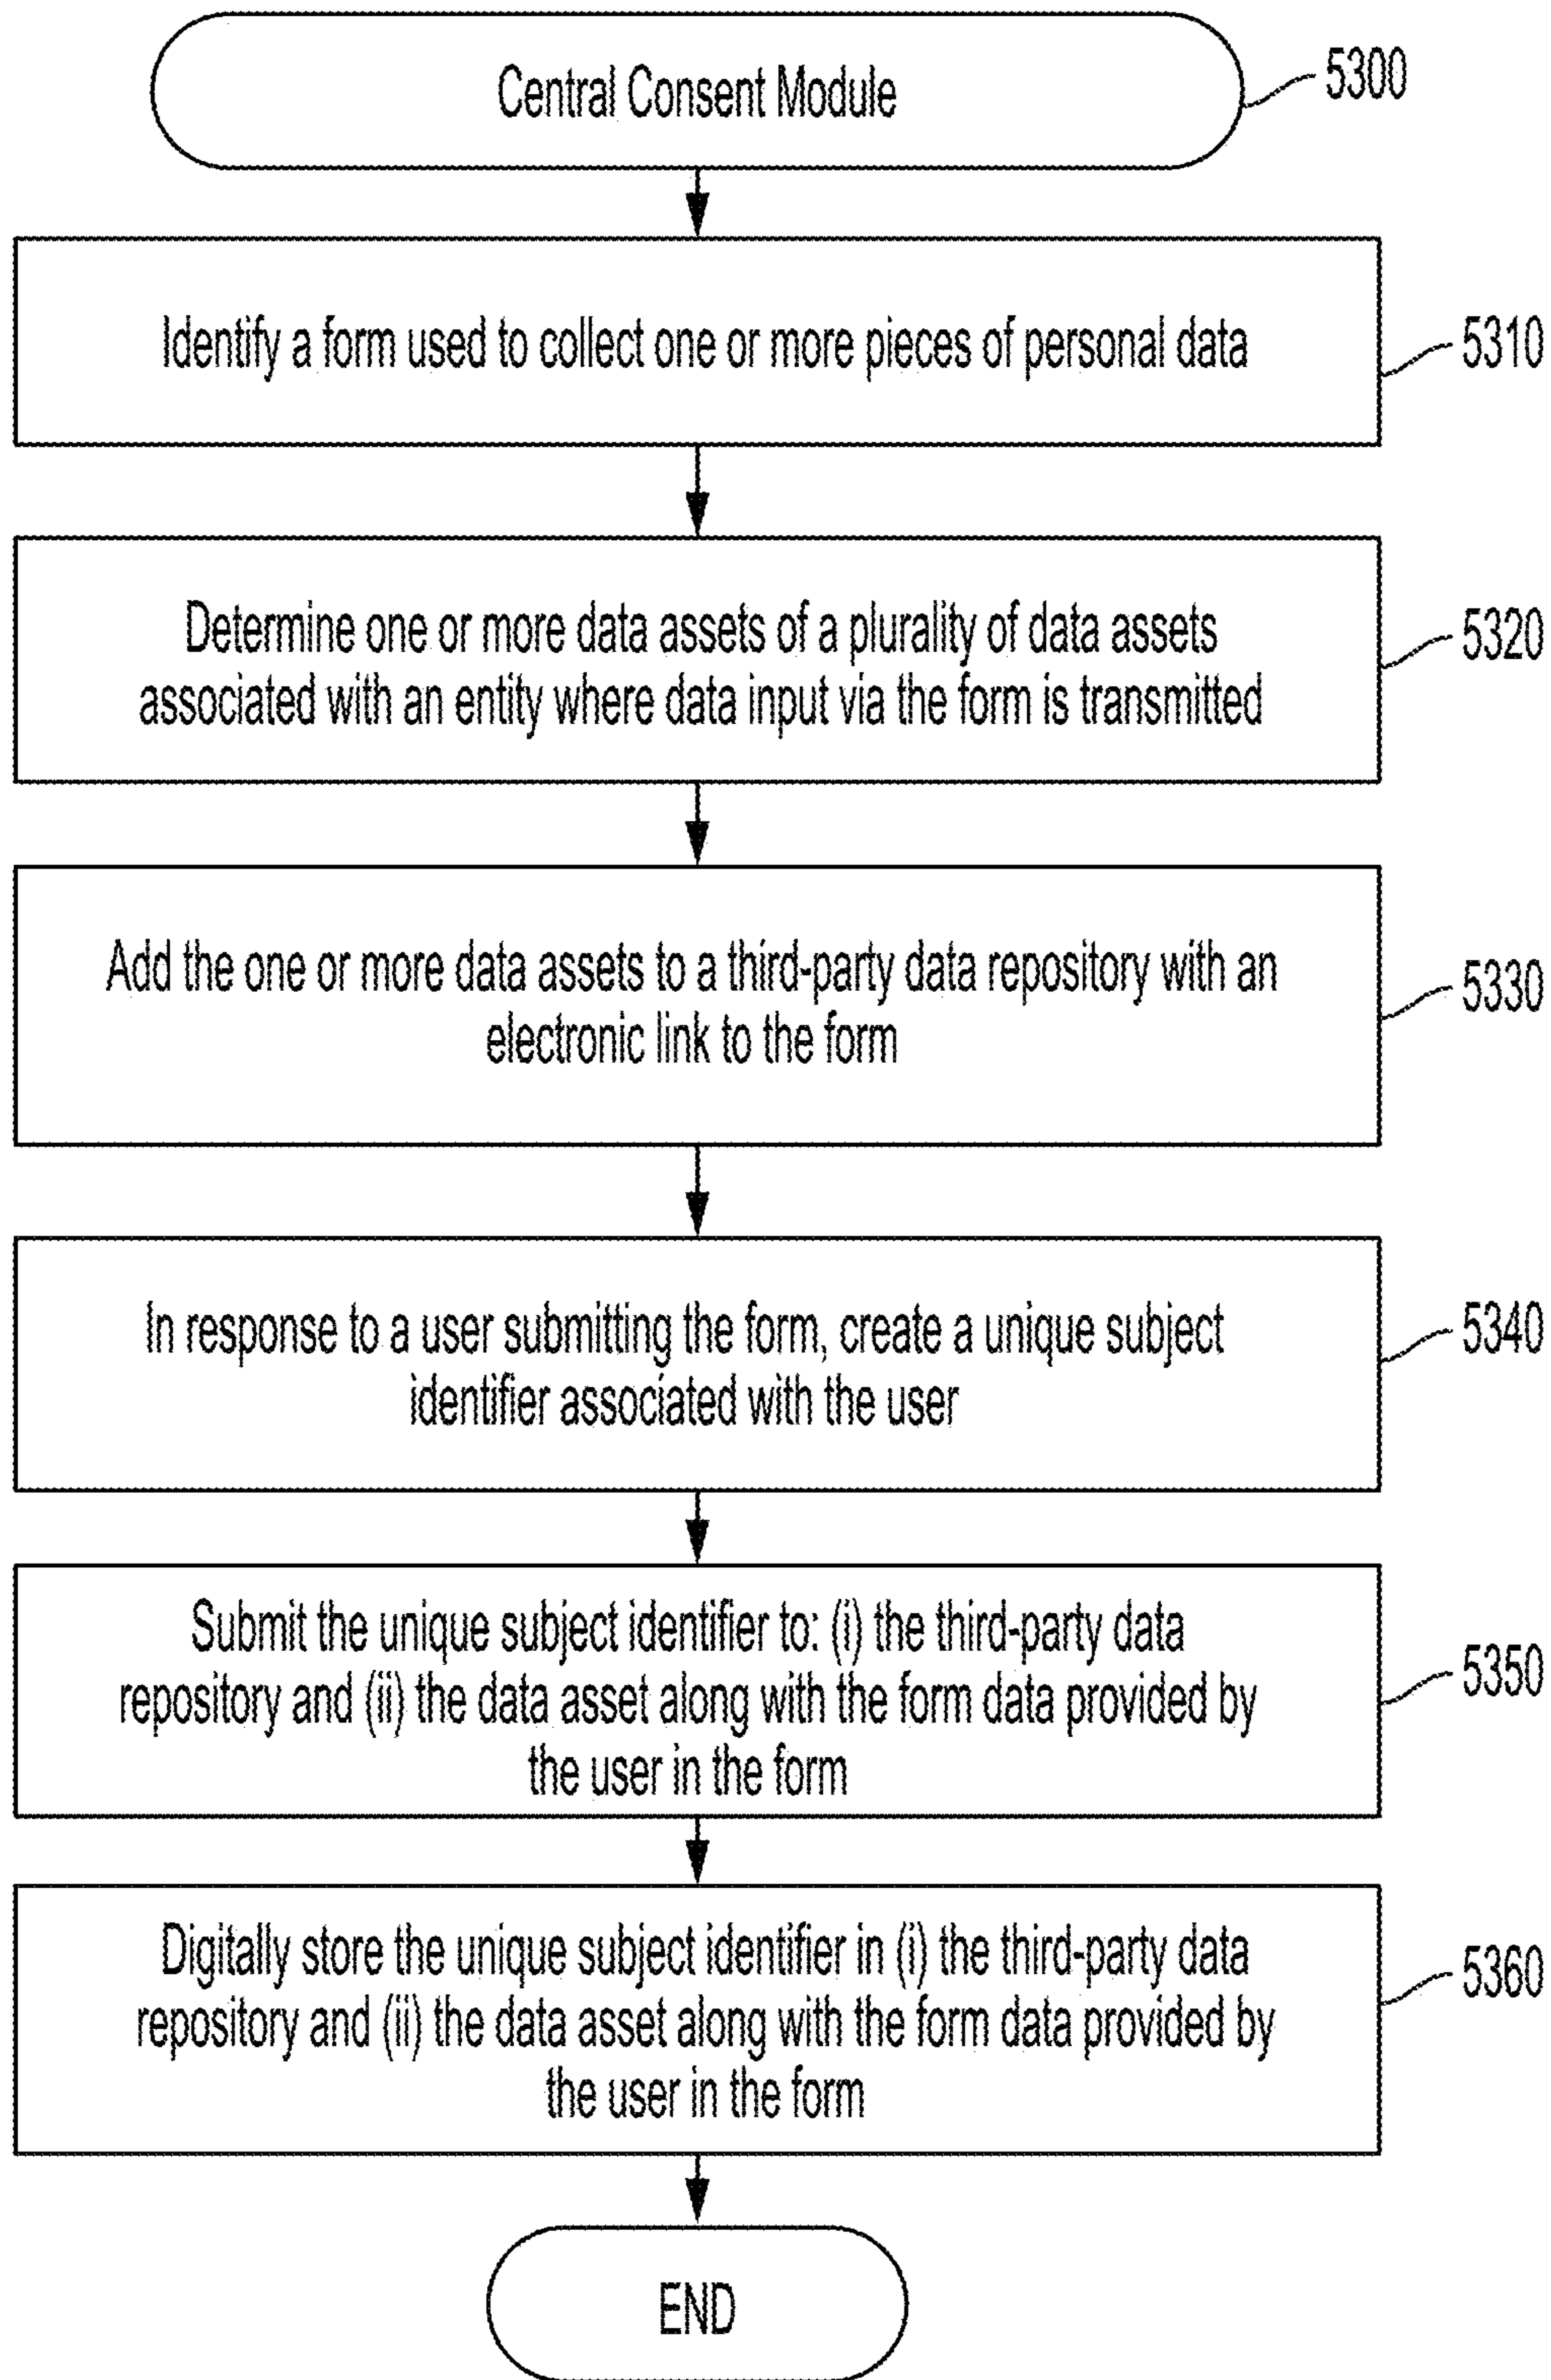 Central Consent Module
5300
Identify a form used to collect one or more pieces of personal data
5310
Determine one or more data assets of a plurality of data assets
associated with an entity where data input via the form is transmitted
5320
Add the one or more data assets to a third-party data repository with an
electronic link to the form
5330
In response to a user submitting the form, create a unique subject
identifier associated with the user
5340
Submit the unique subject identifier to: (i) the third-party data
repository and (ii) the data asset along with the form data provided by
the user in the form
5350
Digitally store the unique subject identifier in (i) the third-party data
repository and (ii) the data asset along with the form data provided by
the user in the form
5360
END